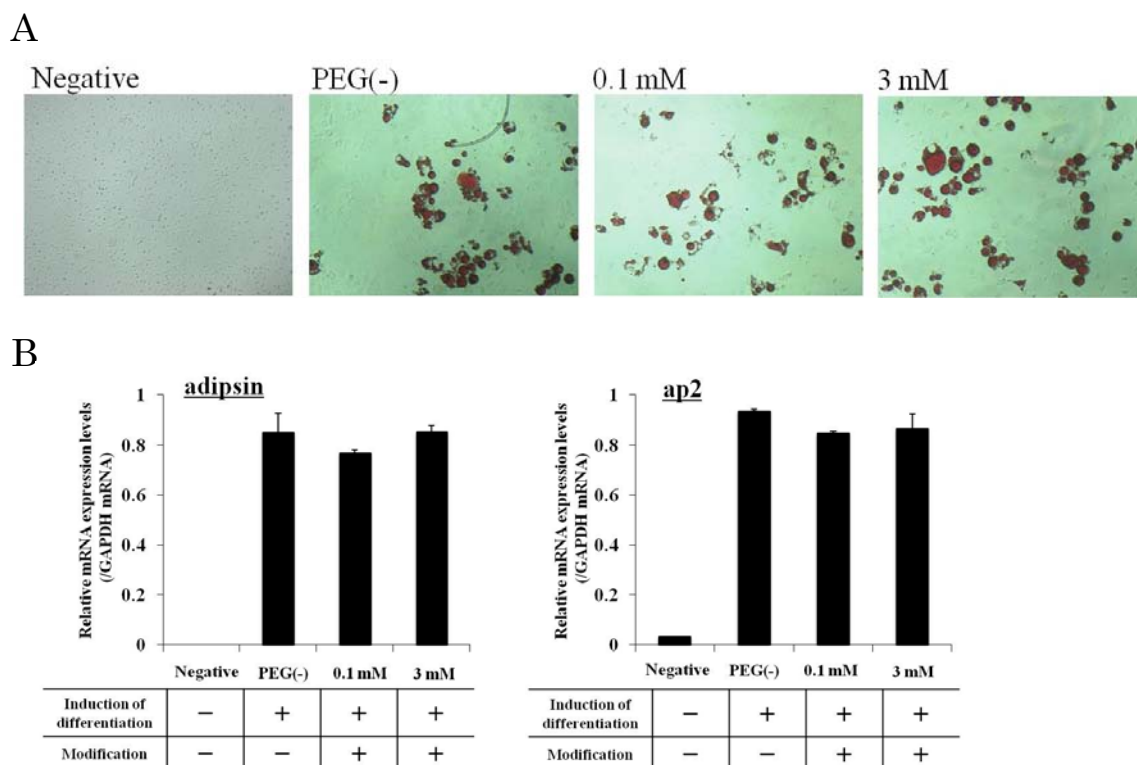 A
Negative
PEG(-)
0.1 mM
3 mM
B
adipsin
Relative mRNA expression levels
(/GAPDH mRNA)
1
0.8
0.6
0.4
0.2
0
Negative
PEG(-)
0.1 mM
3 mM
Induction of
differentiation
−
+
+
+
Modification
−
−
+
+
ap2
Relative mRNA expression levels
(/GAPDH mRNA)
1
0.8
0.6
0.4
0.2
0
Negative
PEG(-)
0.1 mM
3 mM
Induction of
differentiation
−
+
+
+
Modification
−
−
+
+